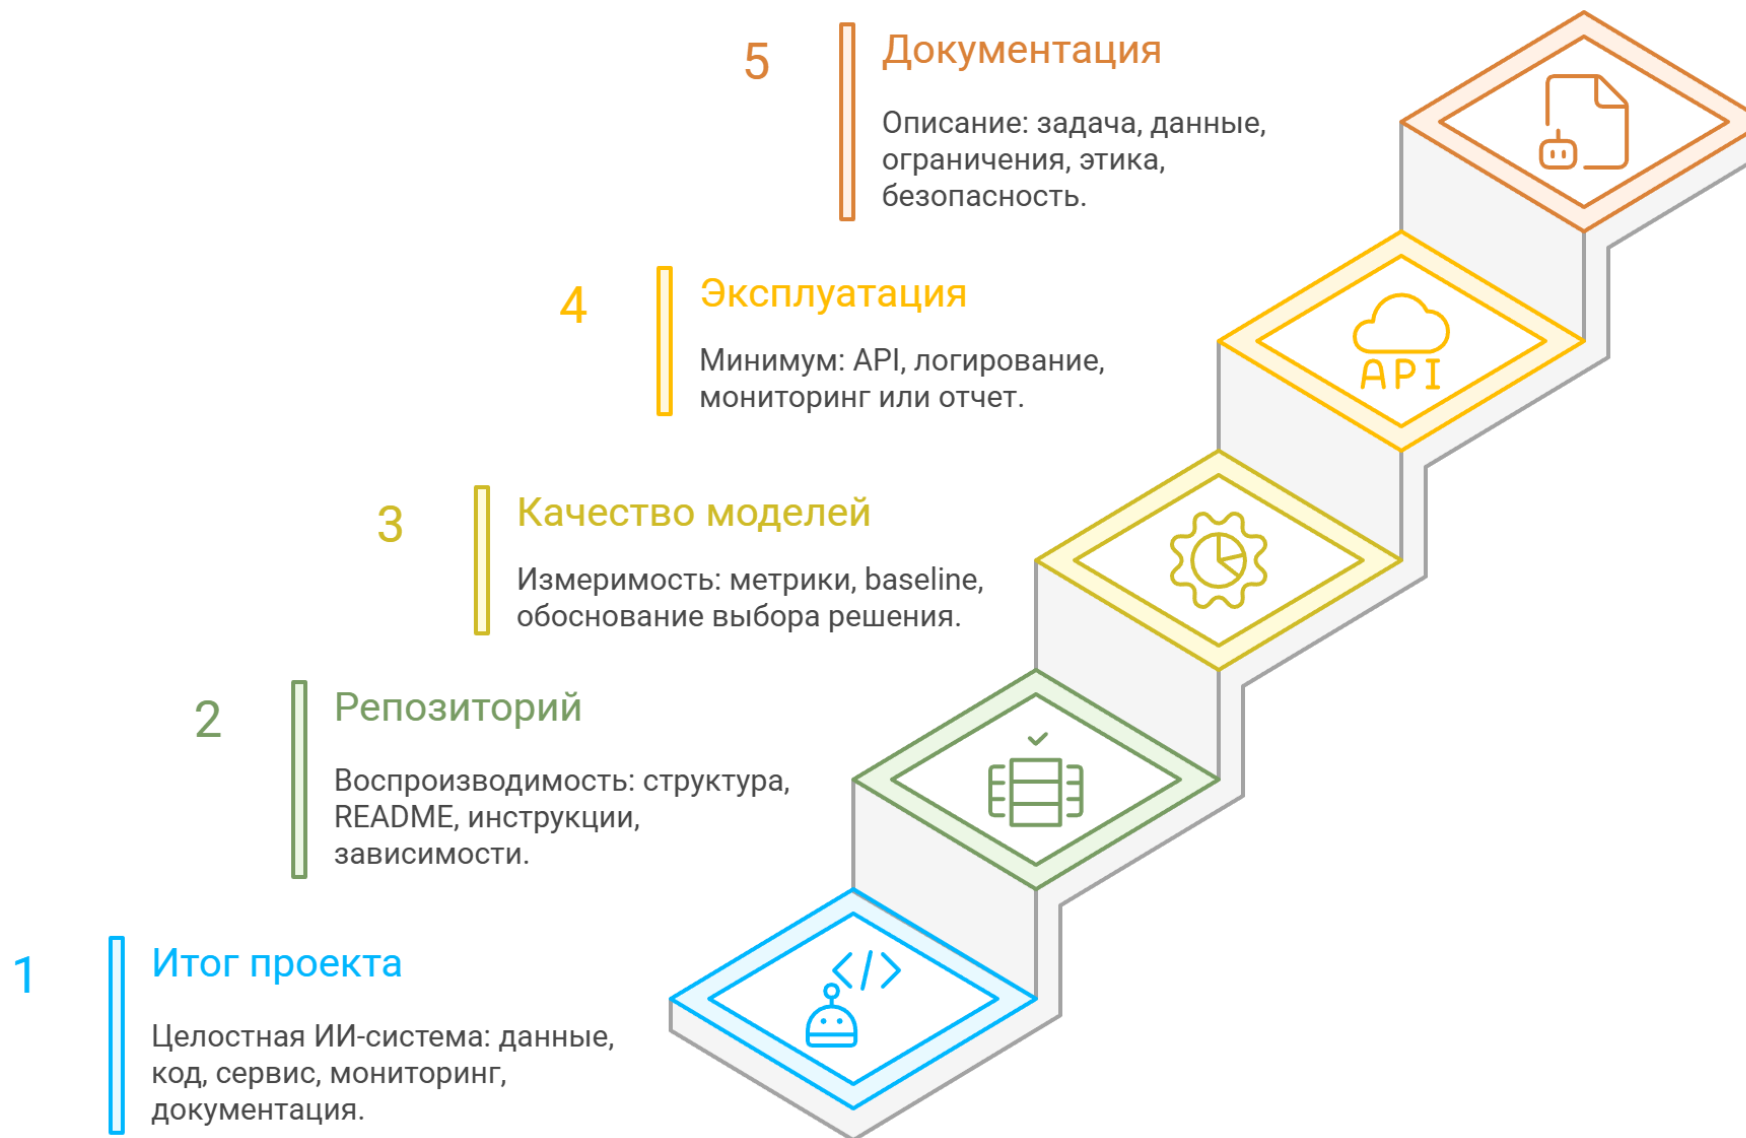 5
Документация
Описание: задача, данные,
ограничения, этика,
безопасность.
4
Эксплуатация
Минимум: API, логирование,
мониторинг или отчет.
API
3
Качество моделей
Измеримость: метрики, baseline,
обоснование выбора решения.
2
Репозиторий
Воспроизводимость: структура,
README, инструкции,
зависимости.
1
Итог проекта
Целостная ИИ-система: данные,
код, сервис, мониторинг,
документация.